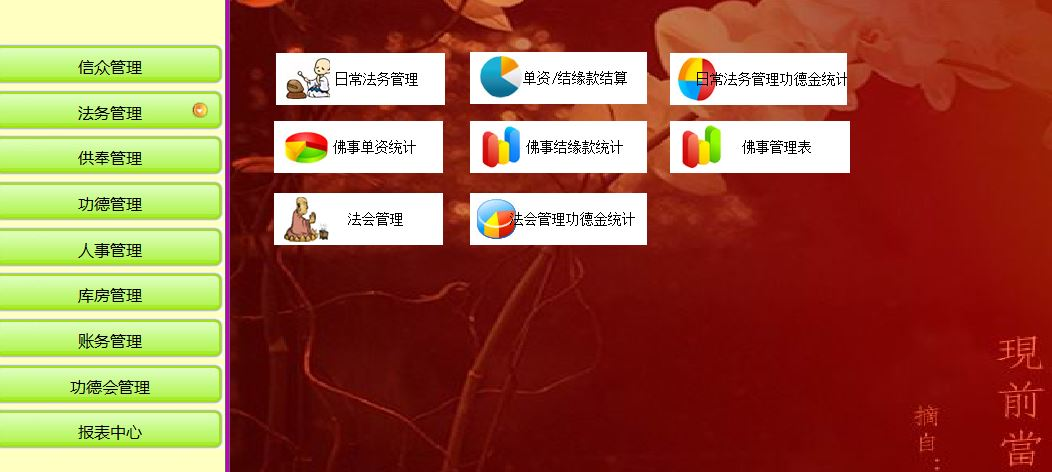 信众管理
法务管理
供奉管理
功德管理
人事管理
库房管理
账务管理
功德会管理
报表中心
日常法务管理
单资/结缘款结算
日常法务管理功德金统计
佛事单资统计
佛事结缘款统计
佛事管理表
法会管理
法会管理功德金统计
現前當
摘自